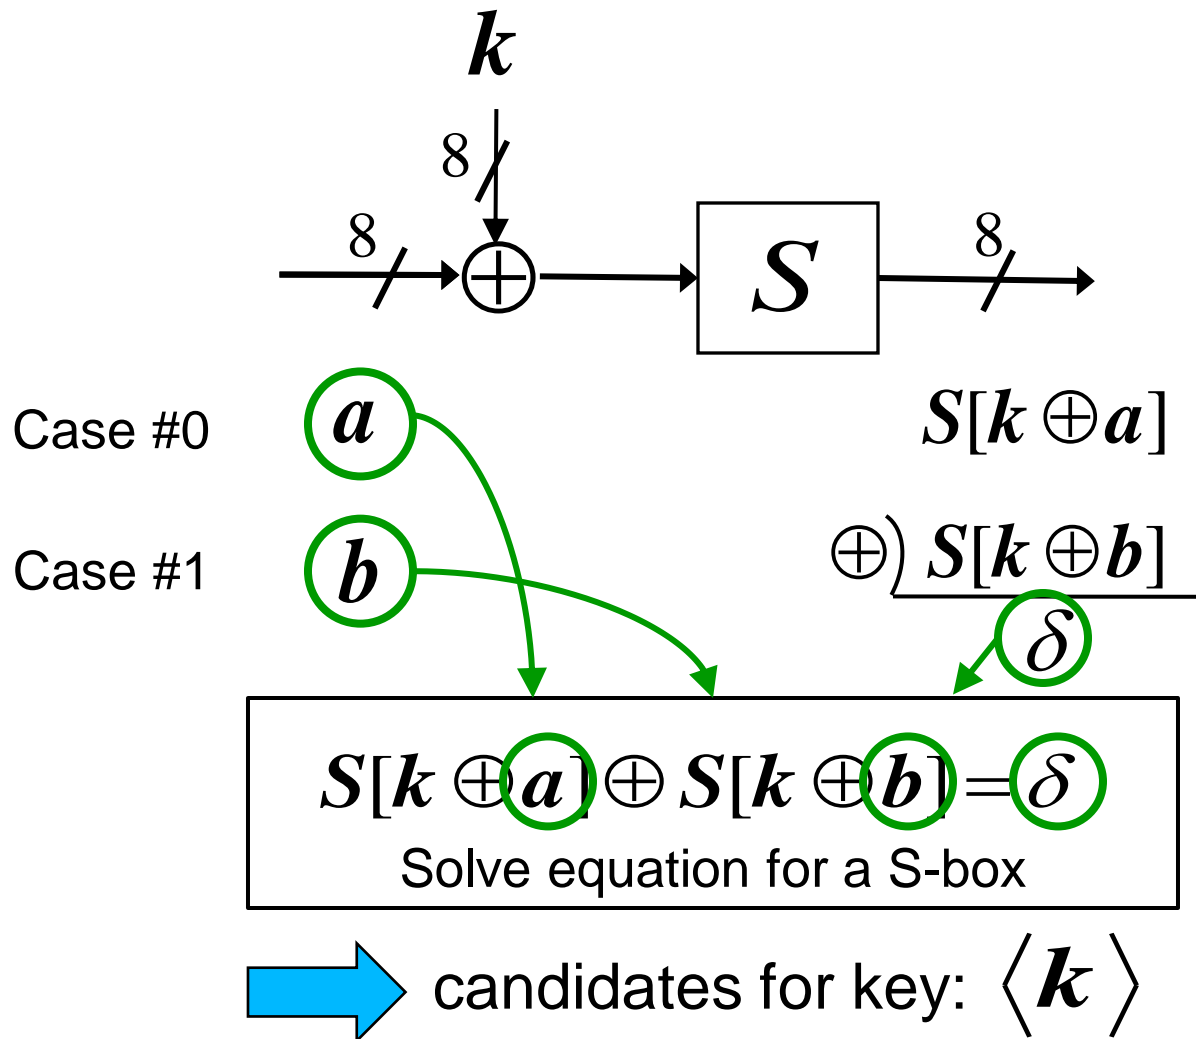 k
8
8 ⊕ S 8
Case #0 a S[k ⊕ a]
Case #1 b ⊕) S[k ⊕ b]
δ
S[k ⊕ a] ⊕ S[k ⊕ b] = δ
Solve equation for a S-box
candidates for key: ⟨k⟩